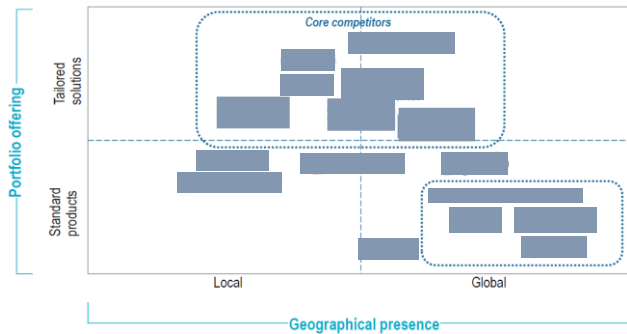 Core competitors
Portfolio offering
Tailored
solutions
Standard
products
Local
Global
Geographical presence